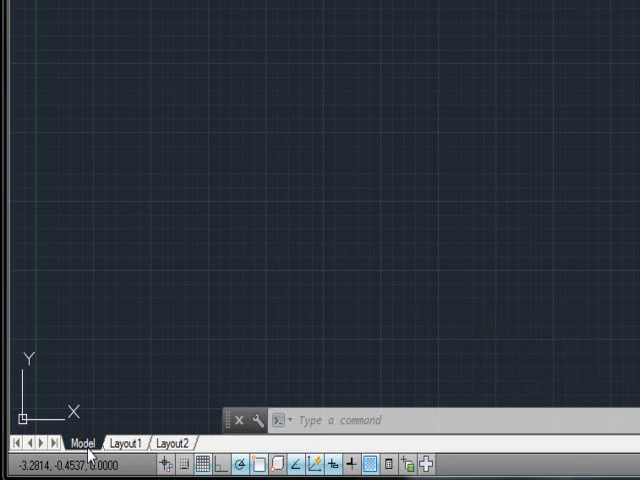 Y
X
Type a command
Model Layout1 Layout2
-3.2814, -0.4537, 0.0000